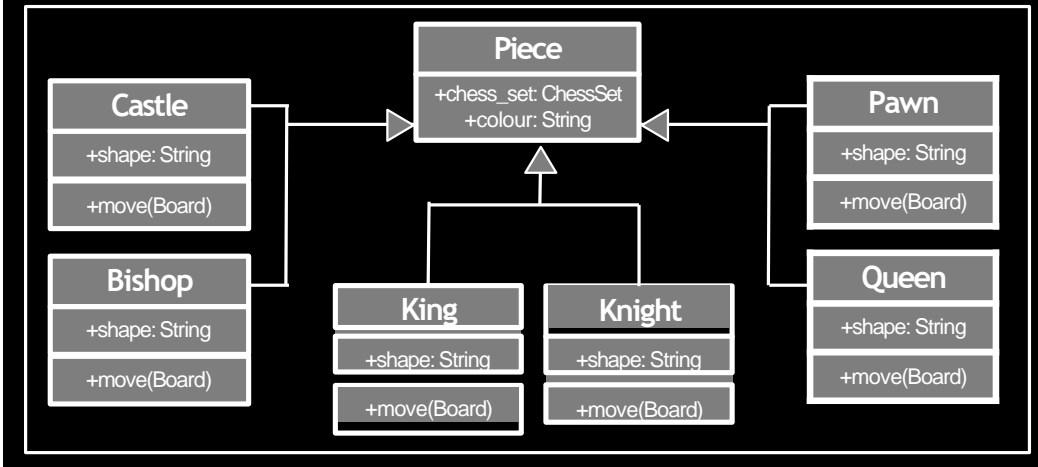 Piece
+chess_set: ChessSet
+colour: String
Castle
+shape: String
+move(Board)
Bishop
+shape: String
+move(Board)
King
+shape: String
+move(Board)
Knight
+shape: String
+move(Board)
Pawn
+shape: String
+move(Board)
Queen
+shape: String
+move(Board)